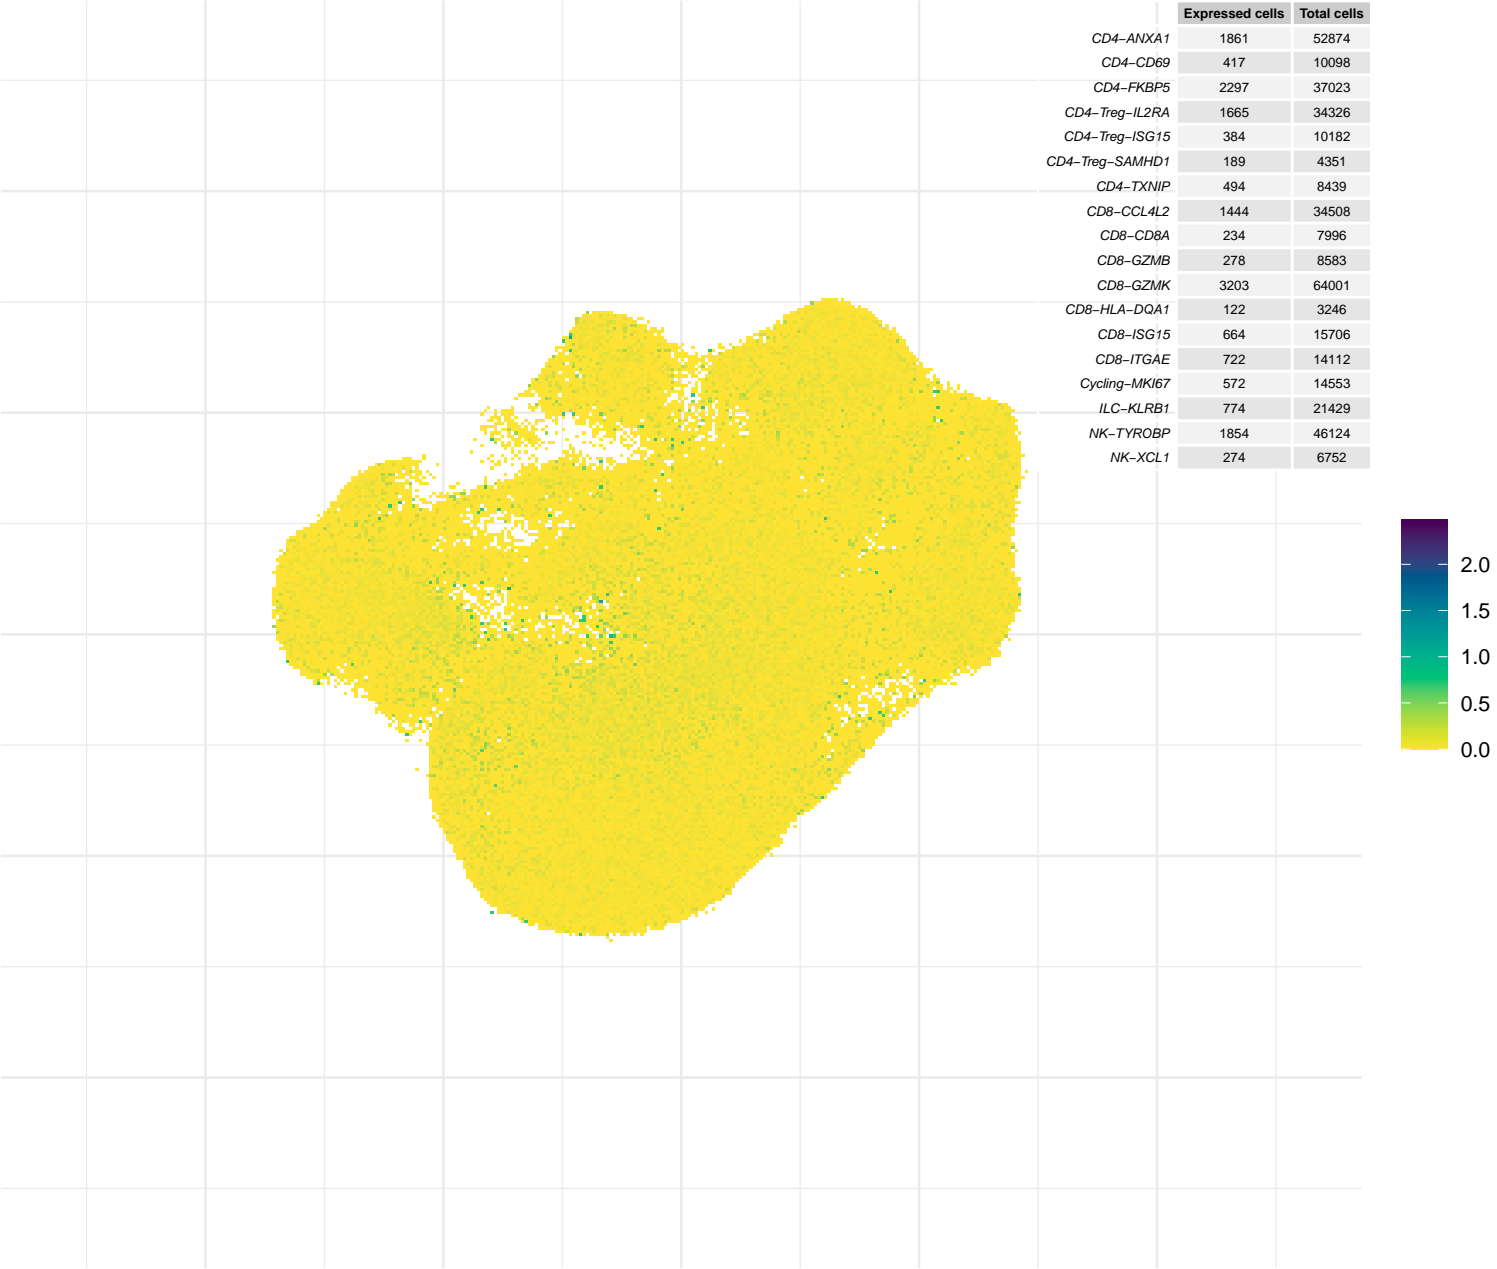 Expressed cells Total cells
CD4−ANXA1 1861 52874
CD4−CD69 417 10098
CD4−FKBP5 2297 37023
CD4−Treg−IL2RA 1665 34326
CD4−Treg−ISG15 384 10182
CD4−Treg−SAMHD1 189 4351
CD4−TXNIP 494 8439
CD8−CCL4L2 1444 34508
CD8−CD8A 234 7996
CD8−GZMB 278 8583
CD8−GZMK 3203 64001
CD8−HLA−DQA1 122 3246
CD8−ISG15 664 15706
CD8−ITGAE 722 14112
Cycling−MKI67 572 14553
ILC−KLRB1 774 21429
NK−TYROBP 1854 46124
NK−XCL1 274 6752
2.0
1.5
1.0
0.5
0.0